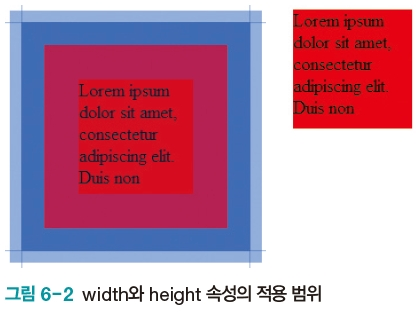 Lorem ipsum
dolor sit amet,
consectetur
adipiscing elit.
Duis non
Lorem ipsum
dolor sit amet,
consectetur
adipiscing elit.
Duis non
그림 6-2 width와 height 속성의 적용 범위